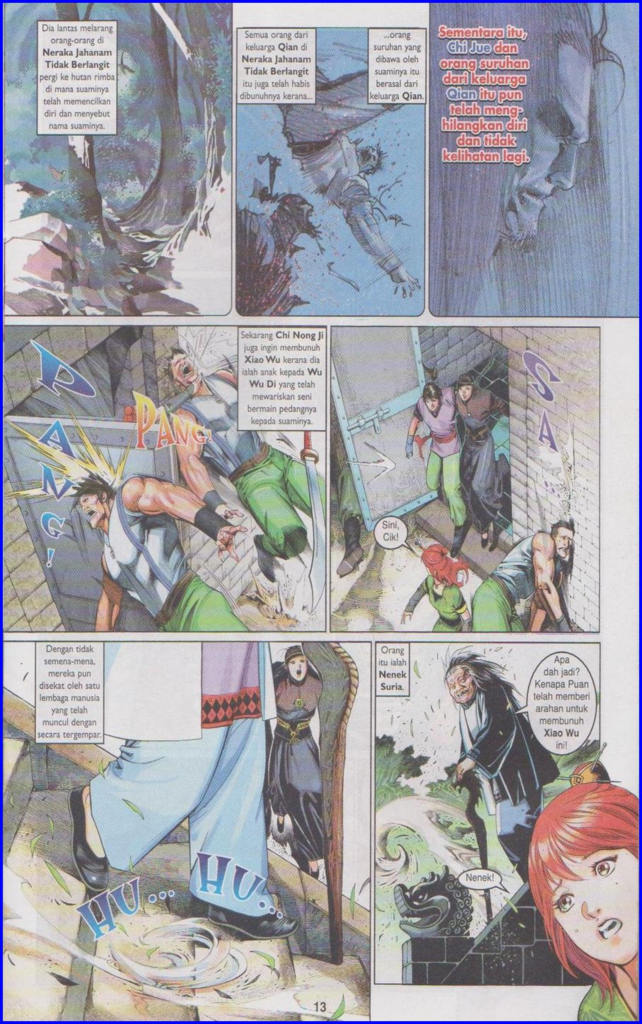 Dia lantas melarang
orang-orang di
Neraka Jahanam
Tidak Berlangit
pergi ke hutan rimba
di mana suaminya
telah memencilkan
diri dan menyebut
nama suaminya.
Semua orang dari
keluarga Qian di
Neraka Jahanam
Tidak Berlangit
itu juga telah habis
dibunuhnya kerana...
...orang
suruhan yang
dibawa oleh
suaminya itu
berasal dari
keluarga Qian.
Sementara itu,
Chi Jue dan
orang suruhan
dari keluarga
Qian itu pun
telah meng-
hilangkan diri
dan tidak
kelihatan lagi.
PANG!
PANG!
Sekarang Chi Nong Ji
juga ingin membunuh
Xiao Wu kerana dia
ialah anak kepada Wu
Wu Di yang telah
mewariskan seni
bermain pedangnya
kepada suaminya.
SA...
Sini,
Cik!
Dengan tidak
semena-mena,
mereka pun
disekat oleh satu
lembaga manusia
yang telah
muncul dengan
secara tergempar.
HU... HU...
Orang
itu ialah
Nenek
Suria.
Apa
dah jadi?
Kenapa Puan
telah memberi
arahan untuk
membunuh
Xiao Wu
ini!
Nenek!
13